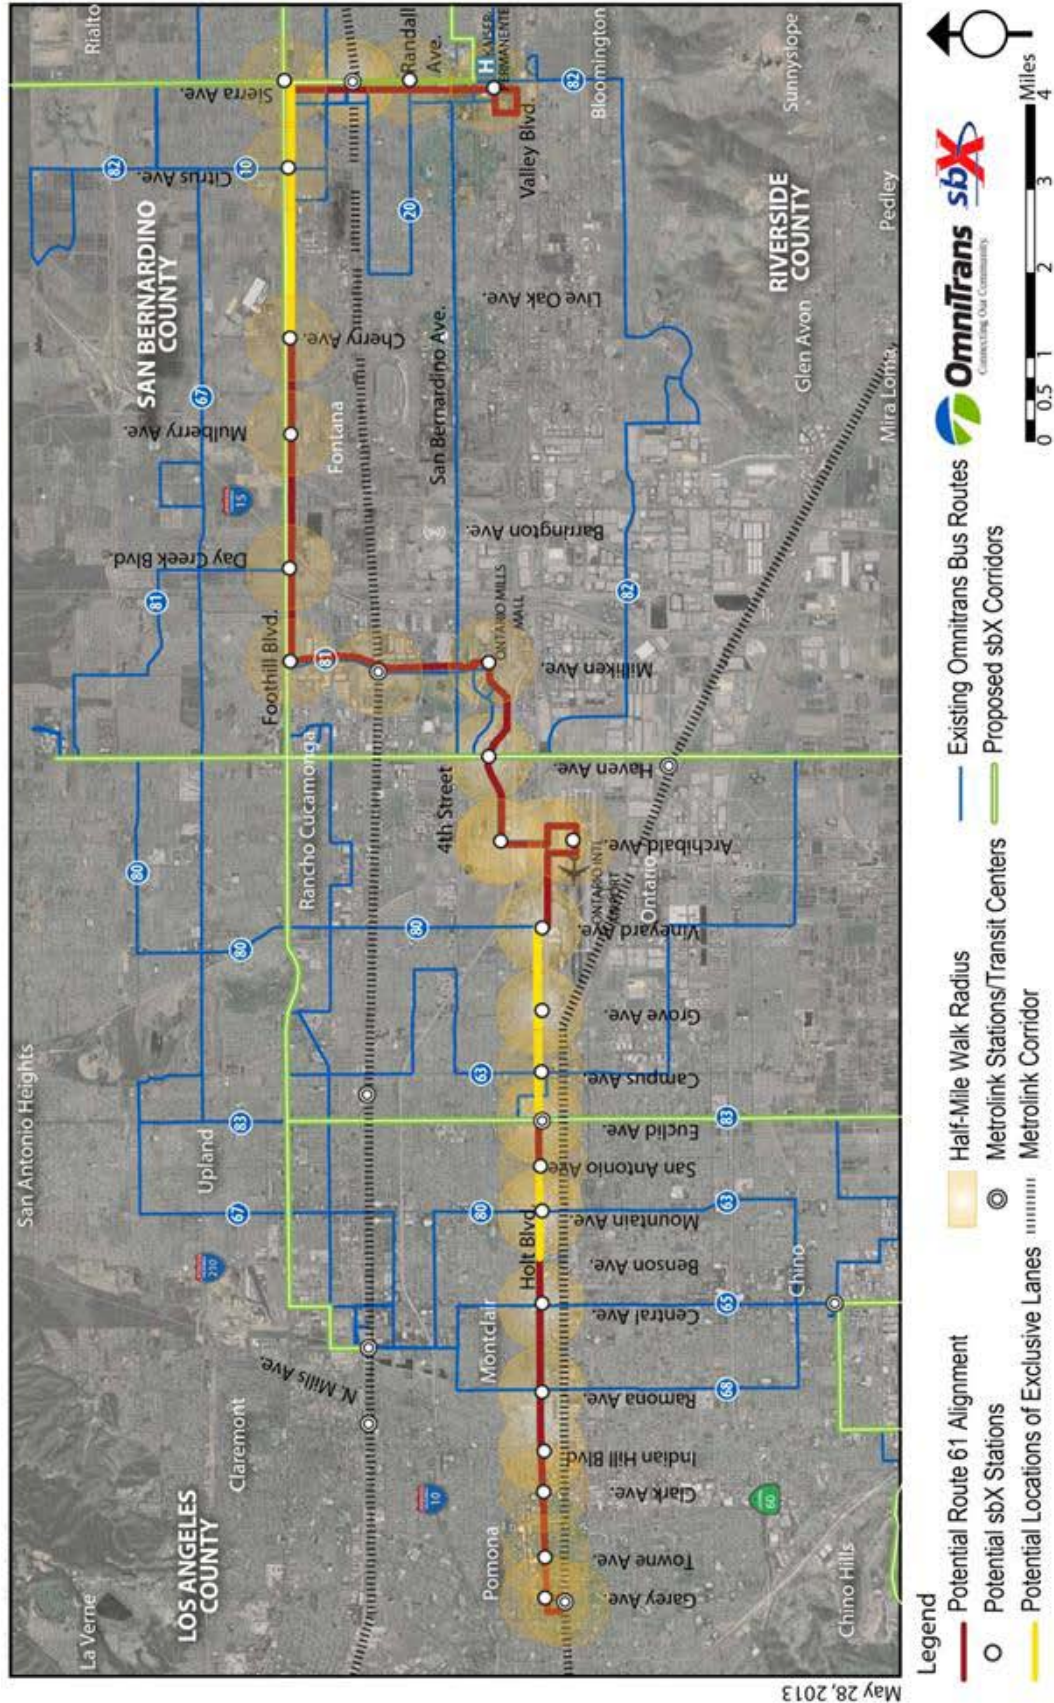 San Antonio Heights
La Verne
Rialto
LOS ANGELES
COUNTY
Claremont
Upland
SAN BERNARDINO
COUNTY
82
10
67
83
80
81
15
210
Citrus Ave.
Sierra Ave.
Mulberry Ave.
Day Creek Blvd.
Foothill Blvd.
Rancho Cucamonga
Fontana
Cherry Ave.
N. Mills Ave.
81
80
20
Randall
Ave.
H
KAISER
PERMANENTE
San Bernardino Ave.
4th Street
63
80
10
Pomona
Montclair
Holt Blvd.
ONTARIO MILLS
MALL
Valley Blvd.
Live Oak Ave.
Barrington Ave.
Milliken Ave.
Haven Ave.
ONTARIO INTL
AIRPORT
Archibald Ave.
Vineyard Ave.
Grove Ave.
Campus Ave.
Euclid Ave.
San Antonio Ave.
Mountain Ave.
Benson Ave.
Central Ave.
Ramona Ave.
Indian Hill Blvd.
Clark Ave.
Towne Ave.
Garey Ave.
82
Bloomington
82
Ontario
83
63
65
68
60
Chino
Chino Hills
RIVERSIDE
COUNTY
Sunnyslope
Glen Avon
Pedley
Mira Loma
May 28, 2013
Legend
Potential Route 61 Alignment
Potential sbX Stations
Potential Locations of Exclusive Lanes
Half-Mile Walk Radius
Metrolink Stations/Transit Centers
Metrolink Corridor
Existing Omnitrans Bus Routes
Proposed sbX Corridors
OmniTrans
Connecting Our Community.
sbX
0 0.5 1 2 3 4
Miles